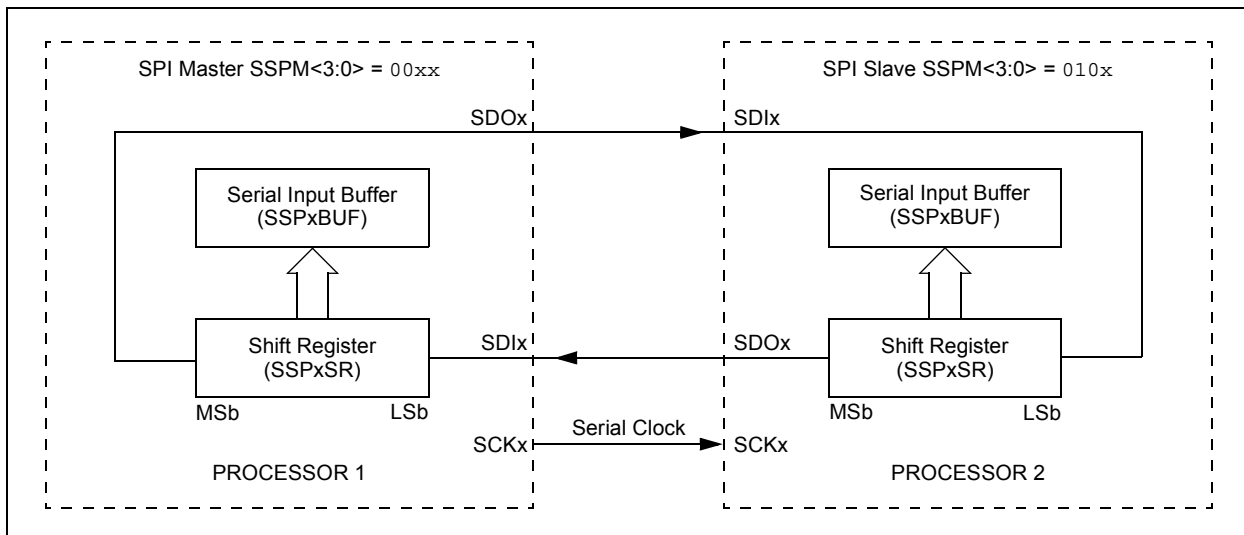 SPI Master SSPM<3:0> = 00xx
SPI Slave SSPM<3:0> = 010x
SDOx
SDIx
Serial Input Buffer
(SSPxBUF)
Serial Input Buffer
(SSPxBUF)
Shift Register
(SSPxSR)
SDIx
SDOx
Shift Register
(SSPxSR)
MSb
LSb
MSb
LSb
Serial Clock
SCKx
SCKx
PROCESSOR 1
PROCESSOR 2